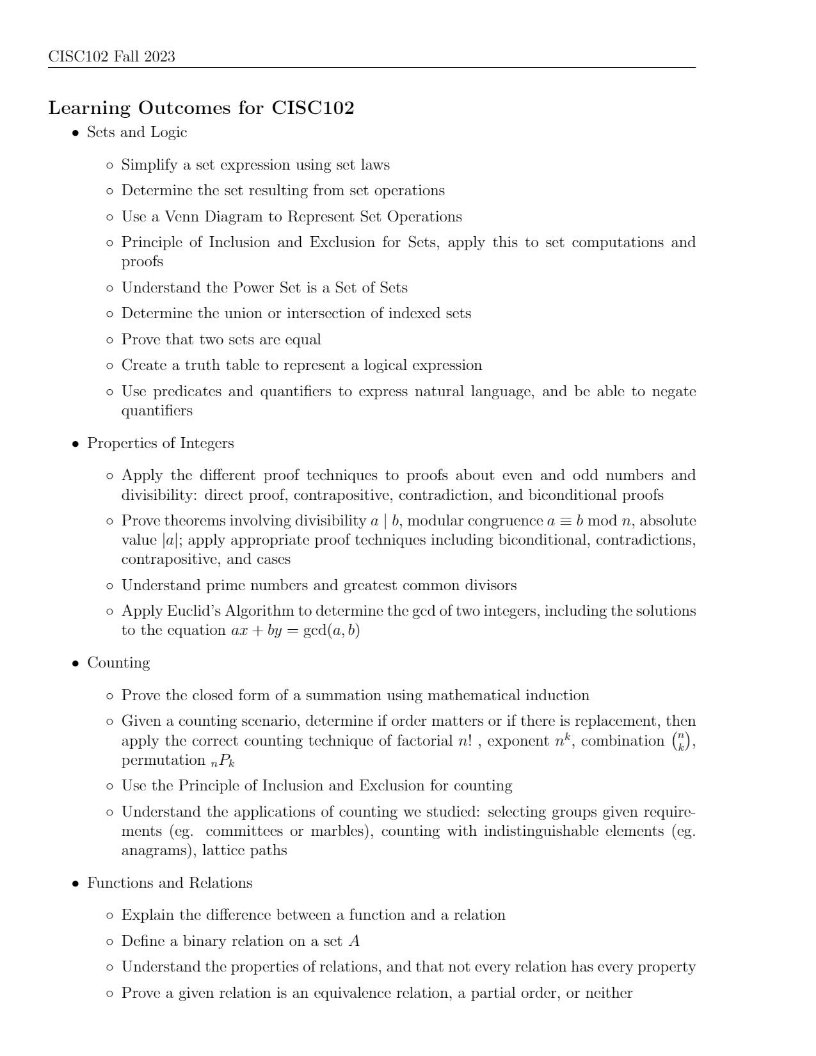 CISC102 Fall 2023
Learning Outcomes for CISC102
• Sets and Logic
◦ Simplify a set expression using set laws
◦ Determine the set resulting from set operations
◦ Use a Venn Diagram to Represent Set Operations
◦ Principle of Inclusion and Exclusion for Sets, apply this to set computations and
proofs
◦ Understand the Power Set is a Set of Sets
◦ Determine the union or intersection of indexed sets
◦ Prove that two sets are equal
◦ Create a truth table to represent a logical expression
◦ Use predicates and quantifiers to express natural language, and be able to negate
quantifiers
• Properties of Integers
◦ Apply the different proof techniques to proofs about even and odd numbers and
divisibility: direct proof, contrapositive, contradiction, and biconditional proofs
◦ Prove theorems involving divisibility a | b, modular congruence a ≡ b mod n, absolute
value |a|; apply appropriate proof techniques including biconditional, contradictions,
contrapositive, and cases
◦ Understand prime numbers and greatest common divisors
◦ Apply Euclid's Algorithm to determine the gcd of two integers, including the solutions
to the equation ax + by = gcd(a, b)
• Counting
◦ Prove the closed form of a summation using mathematical induction
◦ Given a counting scenario, determine if order matters or if there is replacement, then
apply the correct counting technique of factorial n! , exponent n^k, combination (n k),
permutation ₙPₖ
◦ Use the Principle of Inclusion and Exclusion for counting
◦ Understand the applications of counting we studied: selecting groups given require-
ments (eg. committees or marbles), counting with indistinguishable elements (eg.
anagrams), lattice paths
• Functions and Relations
◦ Explain the difference between a function and a relation
◦ Define a binary relation on a set A
◦ Understand the properties of relations, and that not every relation has every property
◦ Prove a given relation is an equivalence relation, a partial order, or neither